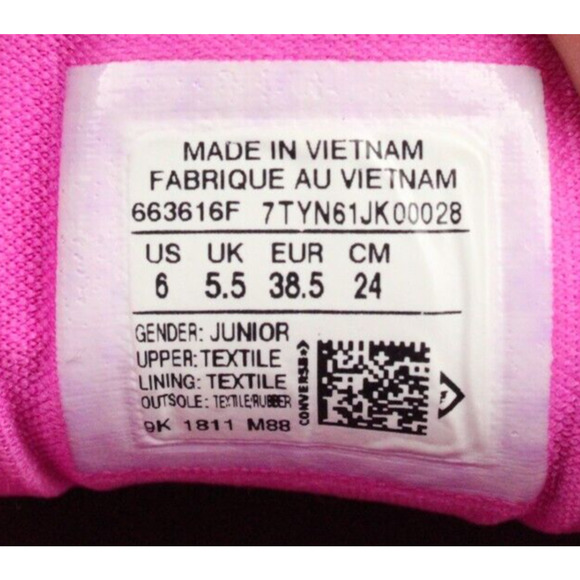 MADE IN VIETNAM
FABRIQUE AU VIETNAM
663616F 7TYN61JK00028
US UK EUR CM
6 5.5 38.5 24
GENDER: JUNIOR
UPPER: TEXTILE
LINING: TEXTILE
OUTSOLE: TEXTILE/RUBBER
9K 1811 M88
CONVERSE